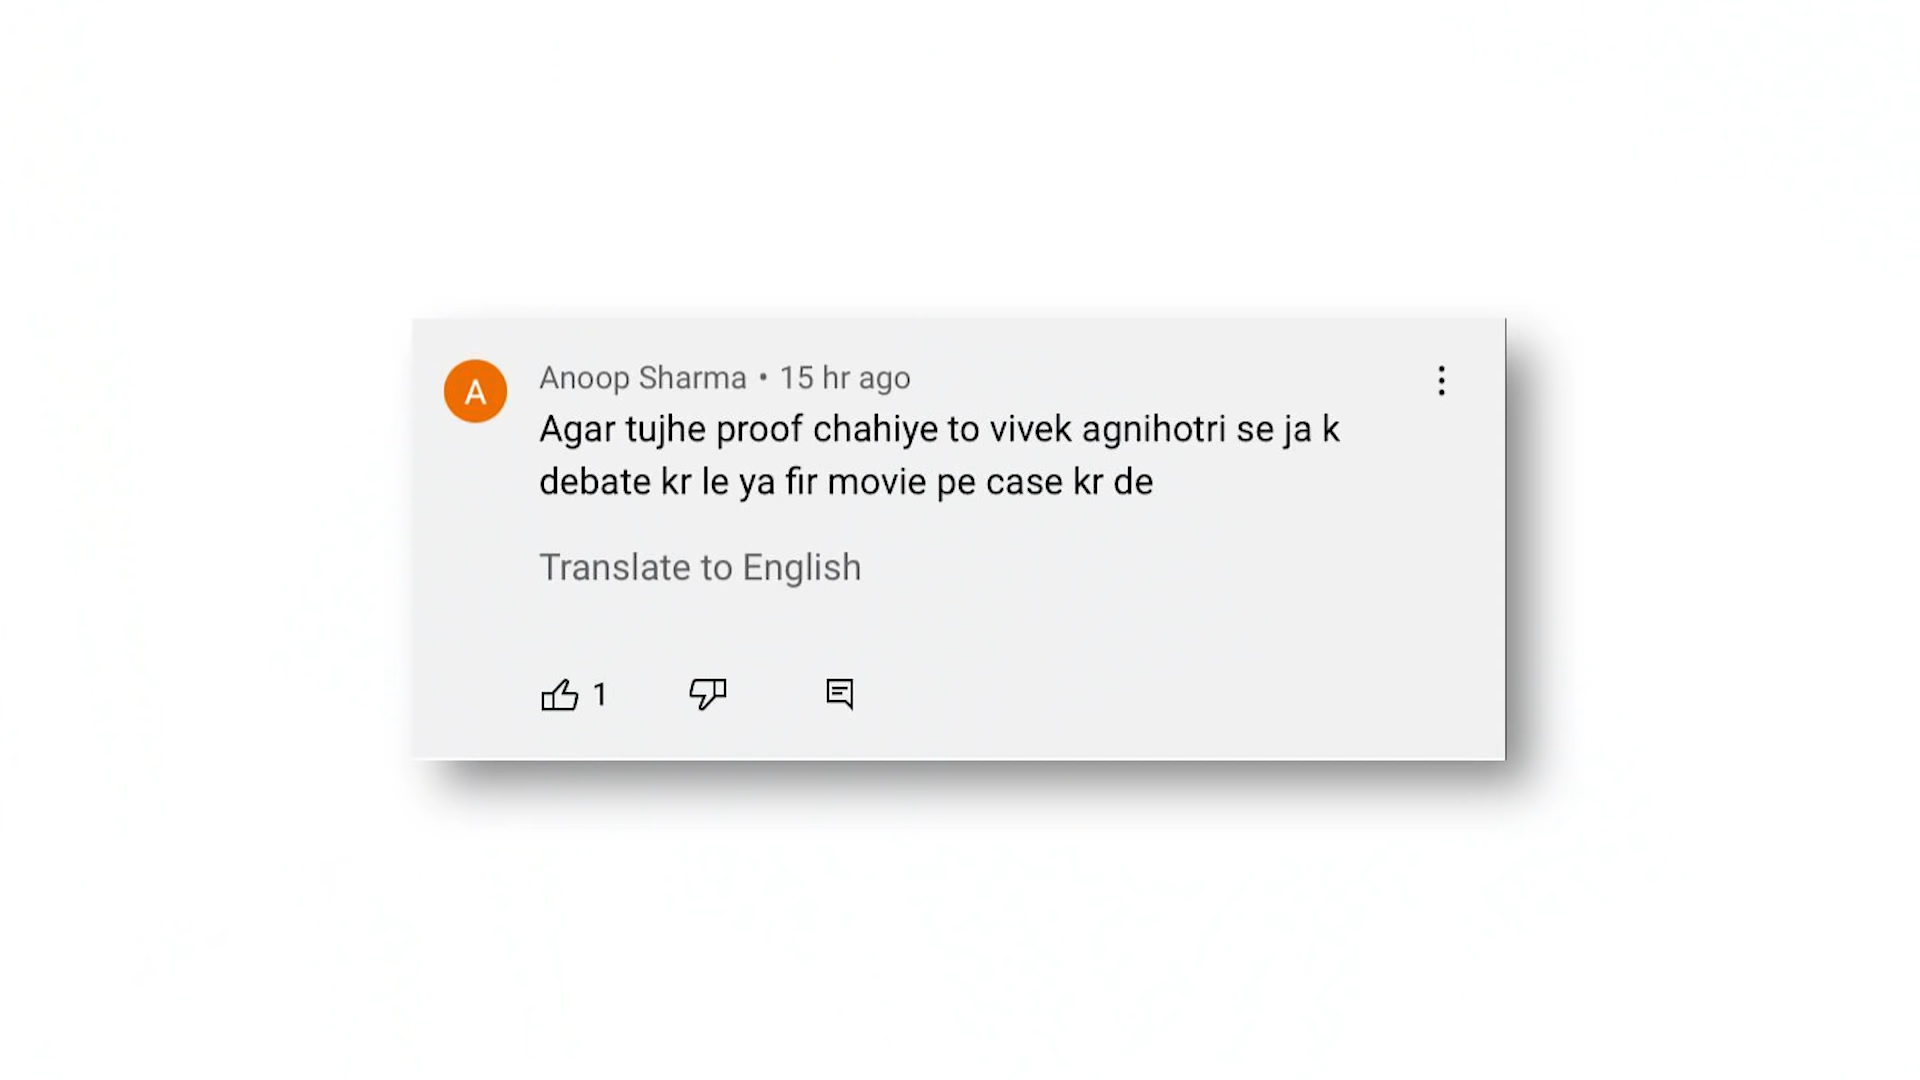 A
Anoop Sharma • 15 hr ago
Agar tujhe proof chahiye to vivek agnihotri se ja k
debate kr le ya fir movie pe case kr de
Translate to English
1